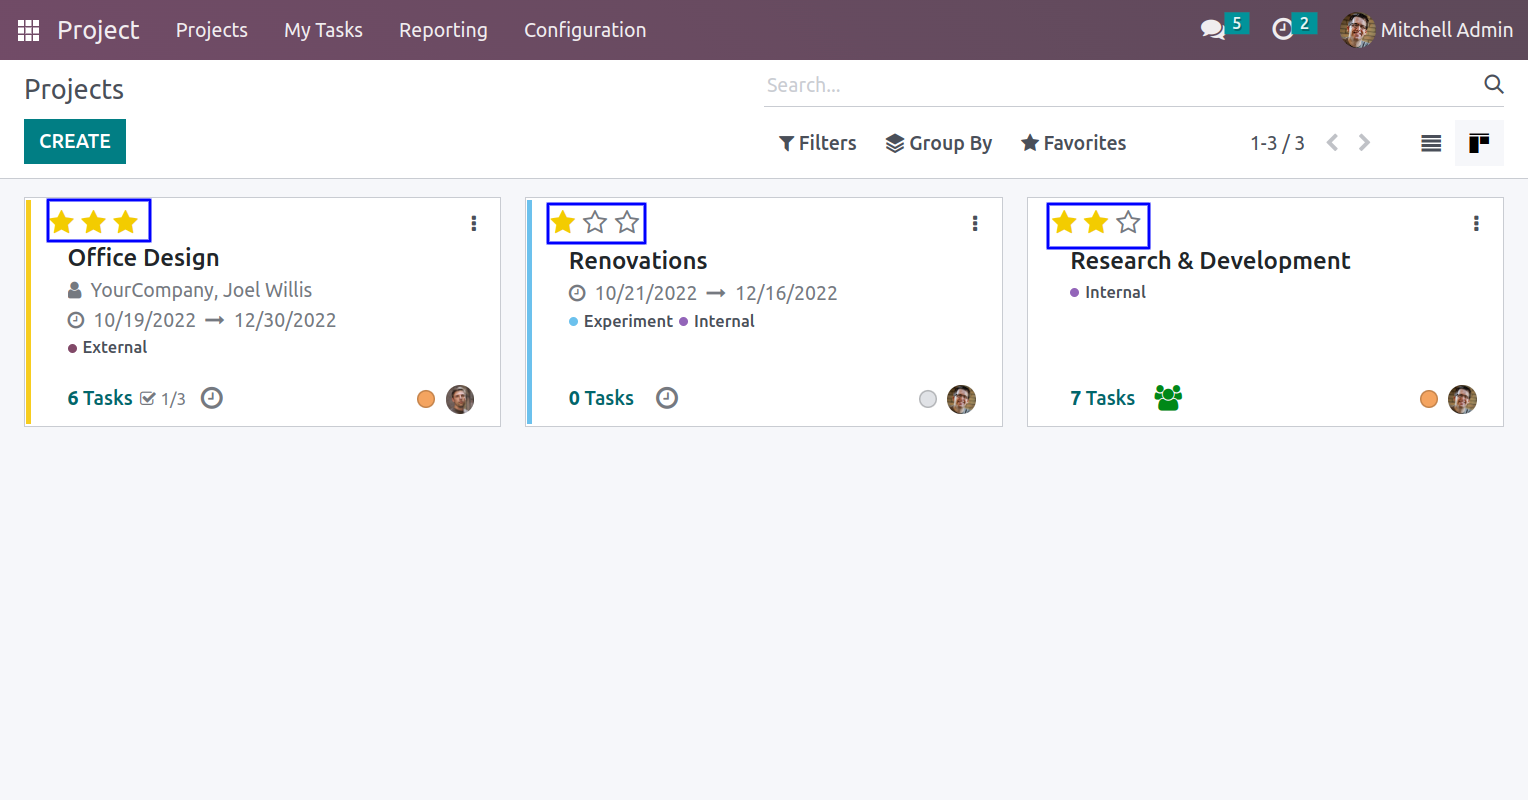 Project Projects My Tasks Reporting Configuration 5 2 Mitchell Admin
Projects
Search...
CREATE
Filters Group By Favorites 1-3 / 3
Office Design
YourCompany, Joel Willis
10/19/2022 → 12/30/2022
External
6 Tasks 1/3
Renovations
10/21/2022 → 12/16/2022
Experiment Internal
0 Tasks
Research & Development
Internal
7 Tasks